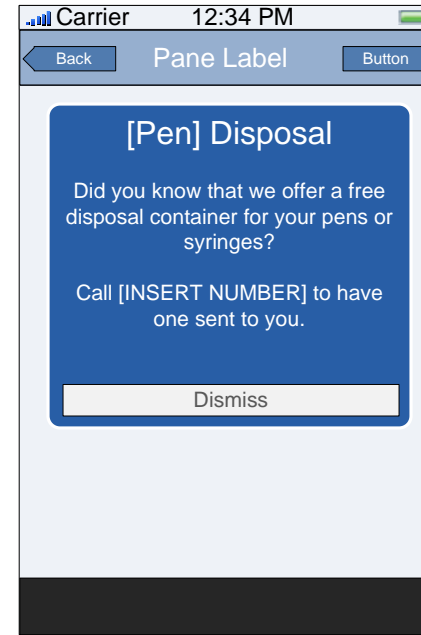 Carrier 12:34 PM
Back Pane Label Button
[Pen] Disposal
Did you know that we offer a free
disposal container for your pens or
syringes?
Call [INSERT NUMBER] to have
one sent to you.
Dismiss